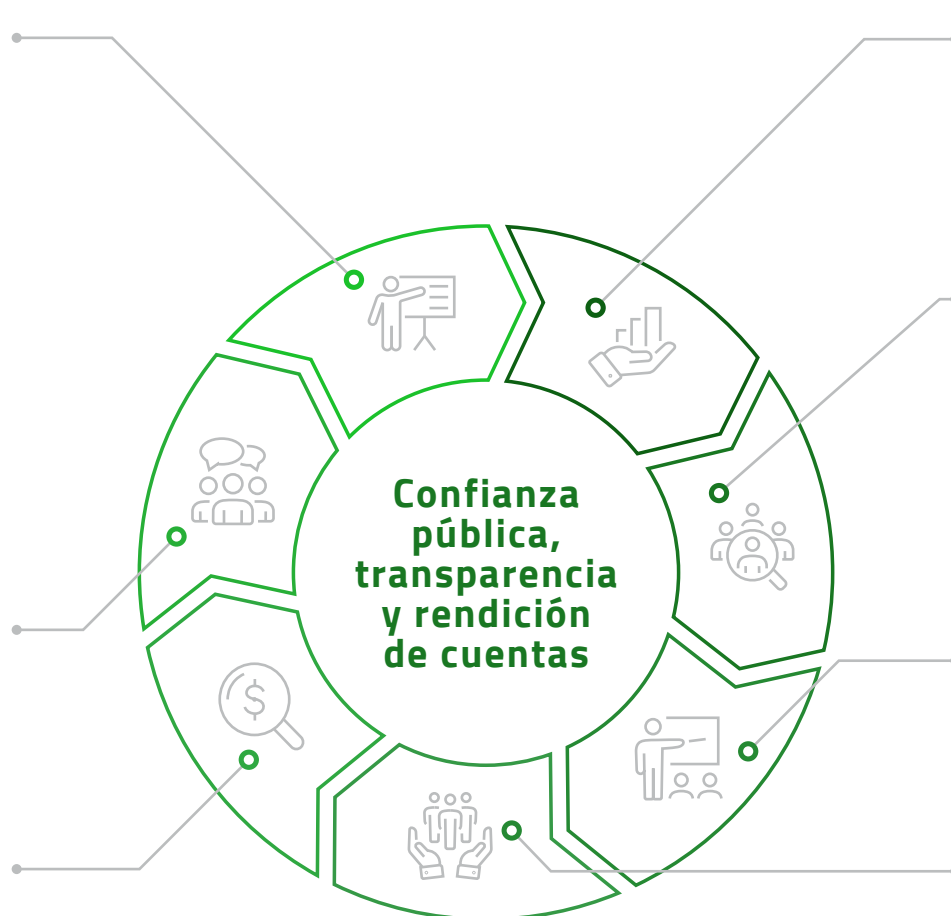 Confianza
pública,
transparencia
y rendición
de cuentas
$